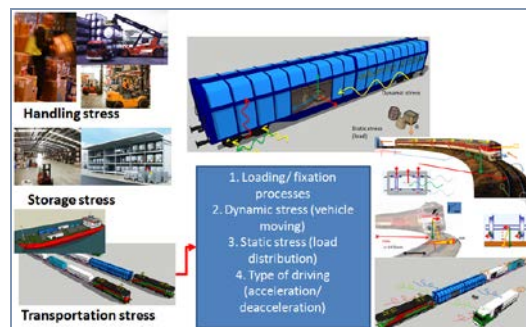 Handling stress
Storage stress
Transportation stress
Dynamic stress
Static stress
(load)
1. Loading/ fixation
processes
2. Dynamic stress (vehicle
moving)
3. Static stress (load
distribution)
4. Type of driving
(acceleration/
deacceleration)